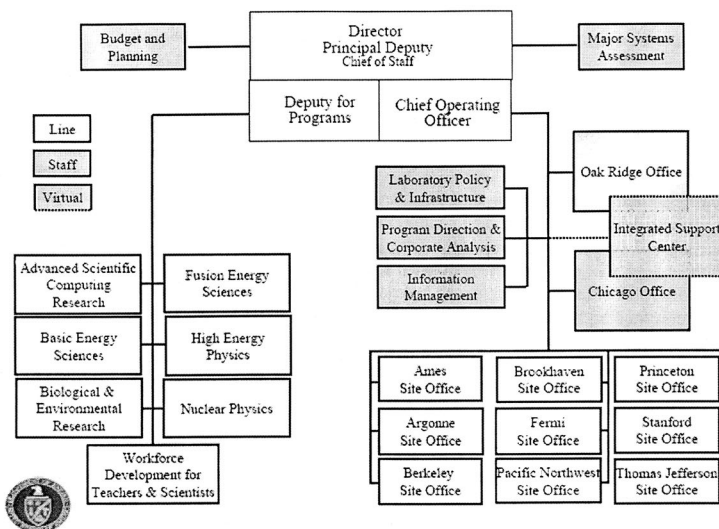 Budget and
Planning
Director
Principal Deputy
Chief of Staff
Major Systems
Assessment
Deputy for
Programs
Chief Operating
Officer
Line
Staff
Virtual
Laboratory Policy
& Infrastructure
Program Direction &
Corporate Analysis
Information
Management
Oak Ridge Office
Integrated Support
Center
Chicago Office
Advanced Scientific
Computing
Research
Fusion Energy
Sciences
Basic Energy
Sciences
High Energy
Physics
Biological &
Environmental
Research
Nuclear Physics
Workforce
Development for
Teachers & Scientists
Ames
Site Office
Brookhaven
Site Office
Princeton
Site Office
Argonne
Site Office
Fermi
Site Office
Stanford
Site Office
Berkeley
Site Office
Pacific Northwest
Site Office
Thomas Jefferson
Site Office